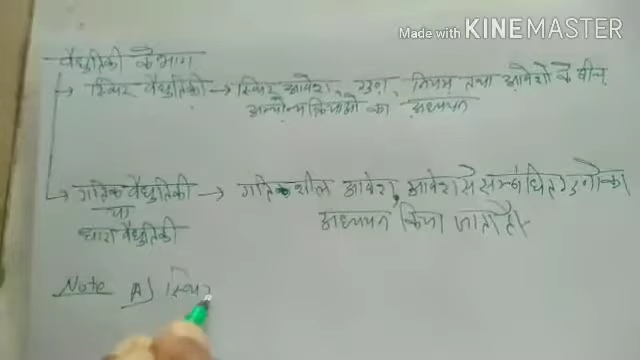 Made with KINEMASTER
वैधुतिकी के भाग
→ स्थिर वैधुतिकी → स्थिर आवेश, गुण, नियम तथा आवेशो के बीच
अन्योन्य क्रियाओ का अध्ययन
→ गतिक वैधुतिकी → गतिशील आवेश, आवेश से सम्बंधित गुणो का
या
अध्ययन किया जाता है।
धारा वैधुतिकी
Note A) स्थिर